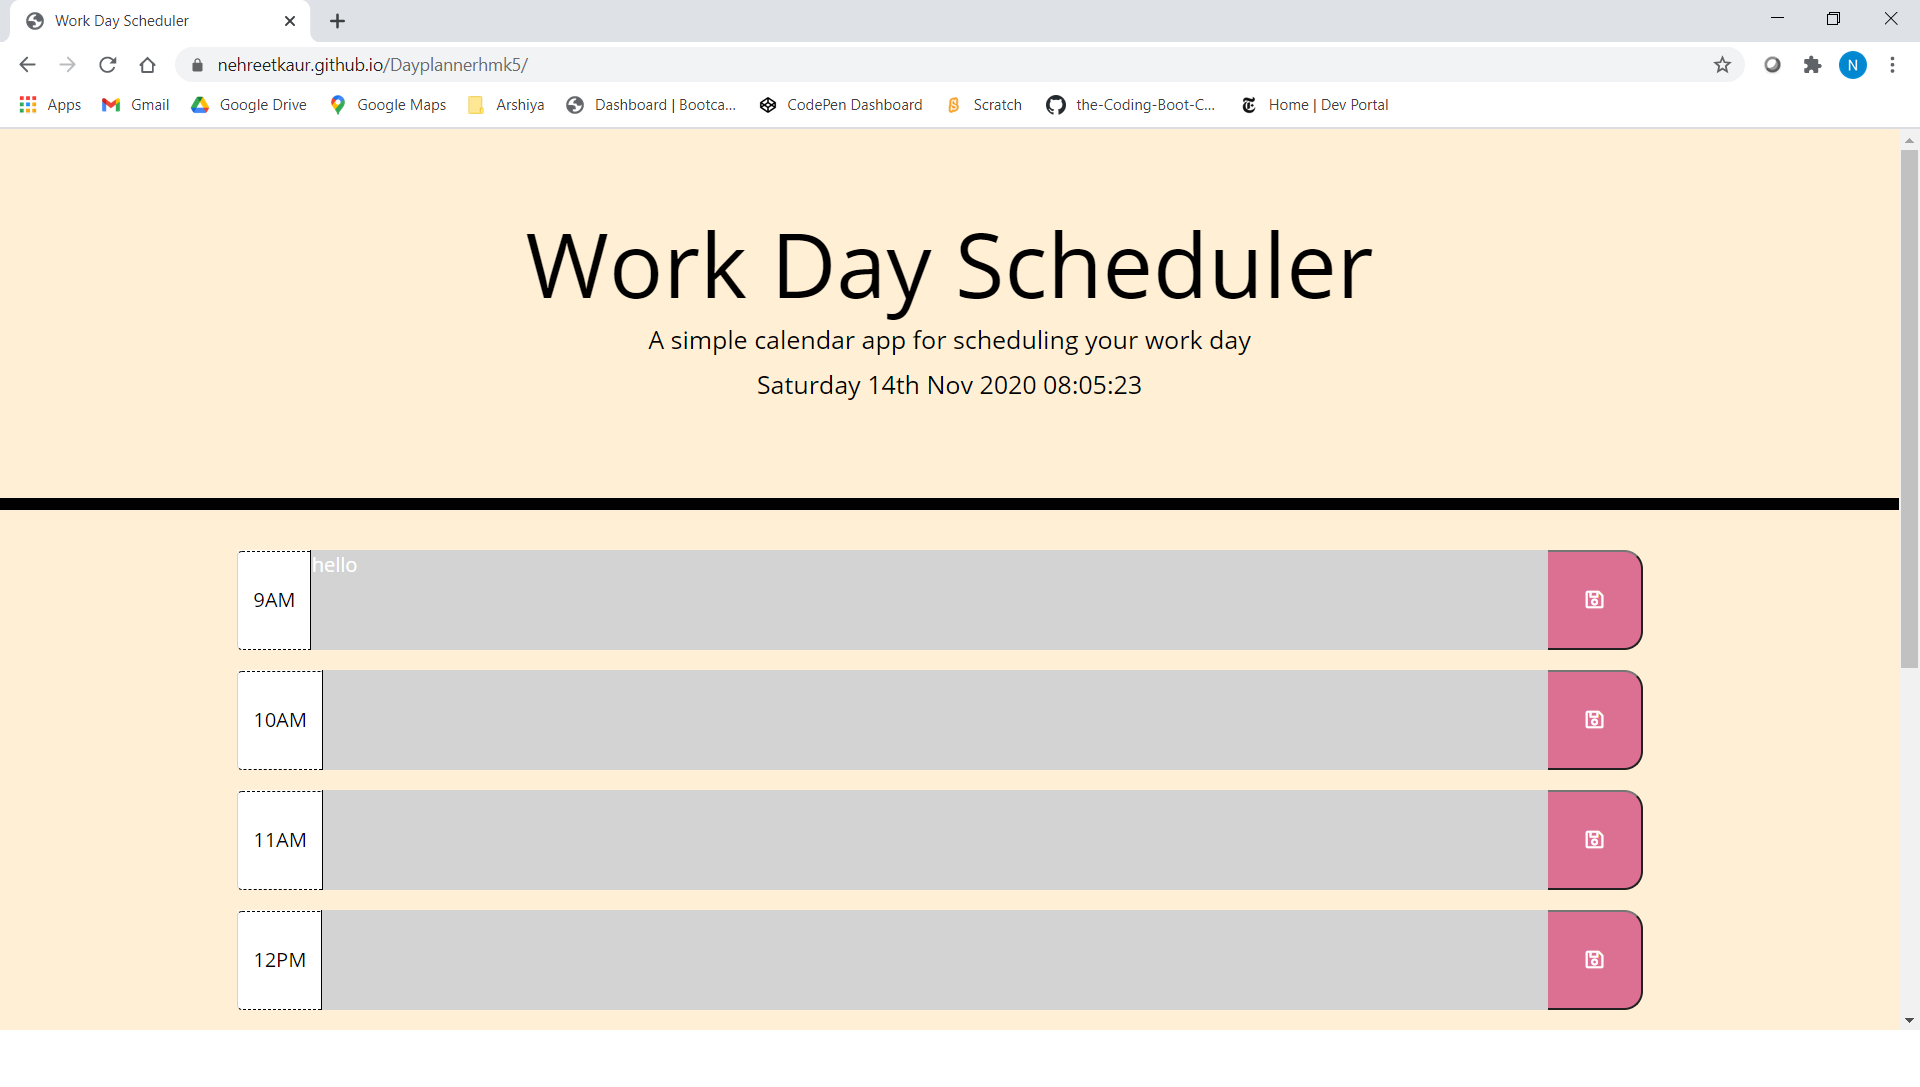 Work Day Scheduler
nehreetkaur.github.io/Dayplannerhmk5/
N
Apps Gmail Google Drive Google Maps Arshiya Dashboard | Bootca... CodePen Dashboard Scratch the-Coding-Boot-C... Home | Dev Portal
Work Day Scheduler
A simple calendar app for scheduling your work day
Saturday 14th Nov 2020 08:05:23
9AM hello
10AM
11AM
12PM